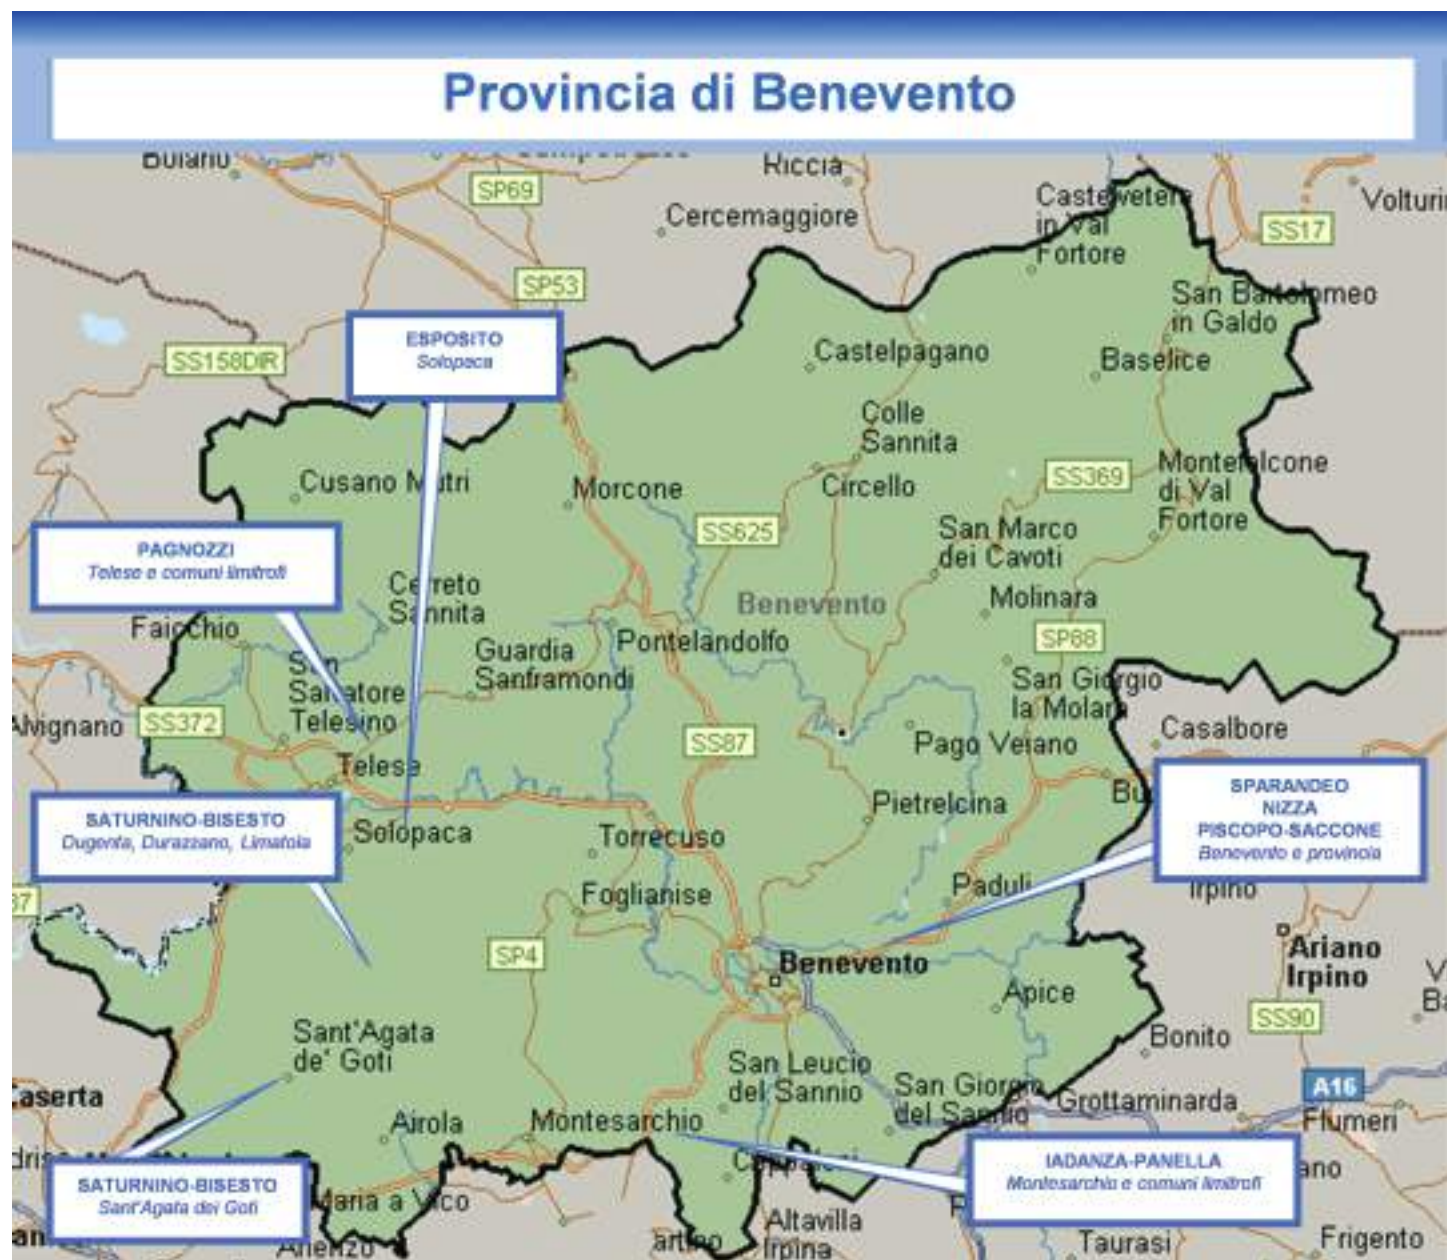 Provincia di Benevento
Boiano
Riccia
SP69
Cercemaggiore
Castelvetere
in Val
Fortore
SS17
SP53
San Bartolomeo
in Galdo
ESPOSITO
Solopaca
SS158DIR
Castelpagano
Baselice
Colle
Sannita
Cusano Mutri
Morcone
Circello
SS369
Montefalcone
di Val
Fortore
SS625
San Marco
dei Cavoti
PAGNOZZI
Telese e comuni limitrofi
Cerreto
Sannita
Benevento
Molinara
Faicchio
Pontelandolfo
SP88
Guardia
Sanframondi
San
Salvatore
Telesino
San Giorgio
la Molara
Alvignano
SS372
SS87
Pago Veiano
Casalbore
Telese
SATURNINO-BISESTO
Dugenta, Durazzano, Limatola
Solopaca
Torrecuso
Pietrelcina
SPARANDEO
NIZZA
PISCOPO-SACCONE
Benevento e provincia
Foglianise
Paduli
Irpino
SP4
Benevento
Ariano
Irpino
Apice
SS90
Sant'Agata
de' Goti
Bonito
San Leucio
del Sannio
San Giorgio
del Sannio
A16
Caserta
Grottaminarda
Flumeri
Airola
Montesarchio
SATURNINO-BISESTO
Sant'Agata dei Goti
IADANZA-PANELLA
Montesarchio e comuni limitrofi
Maria a Vico
Altavilla
Irpina
Taurasi
Frigento